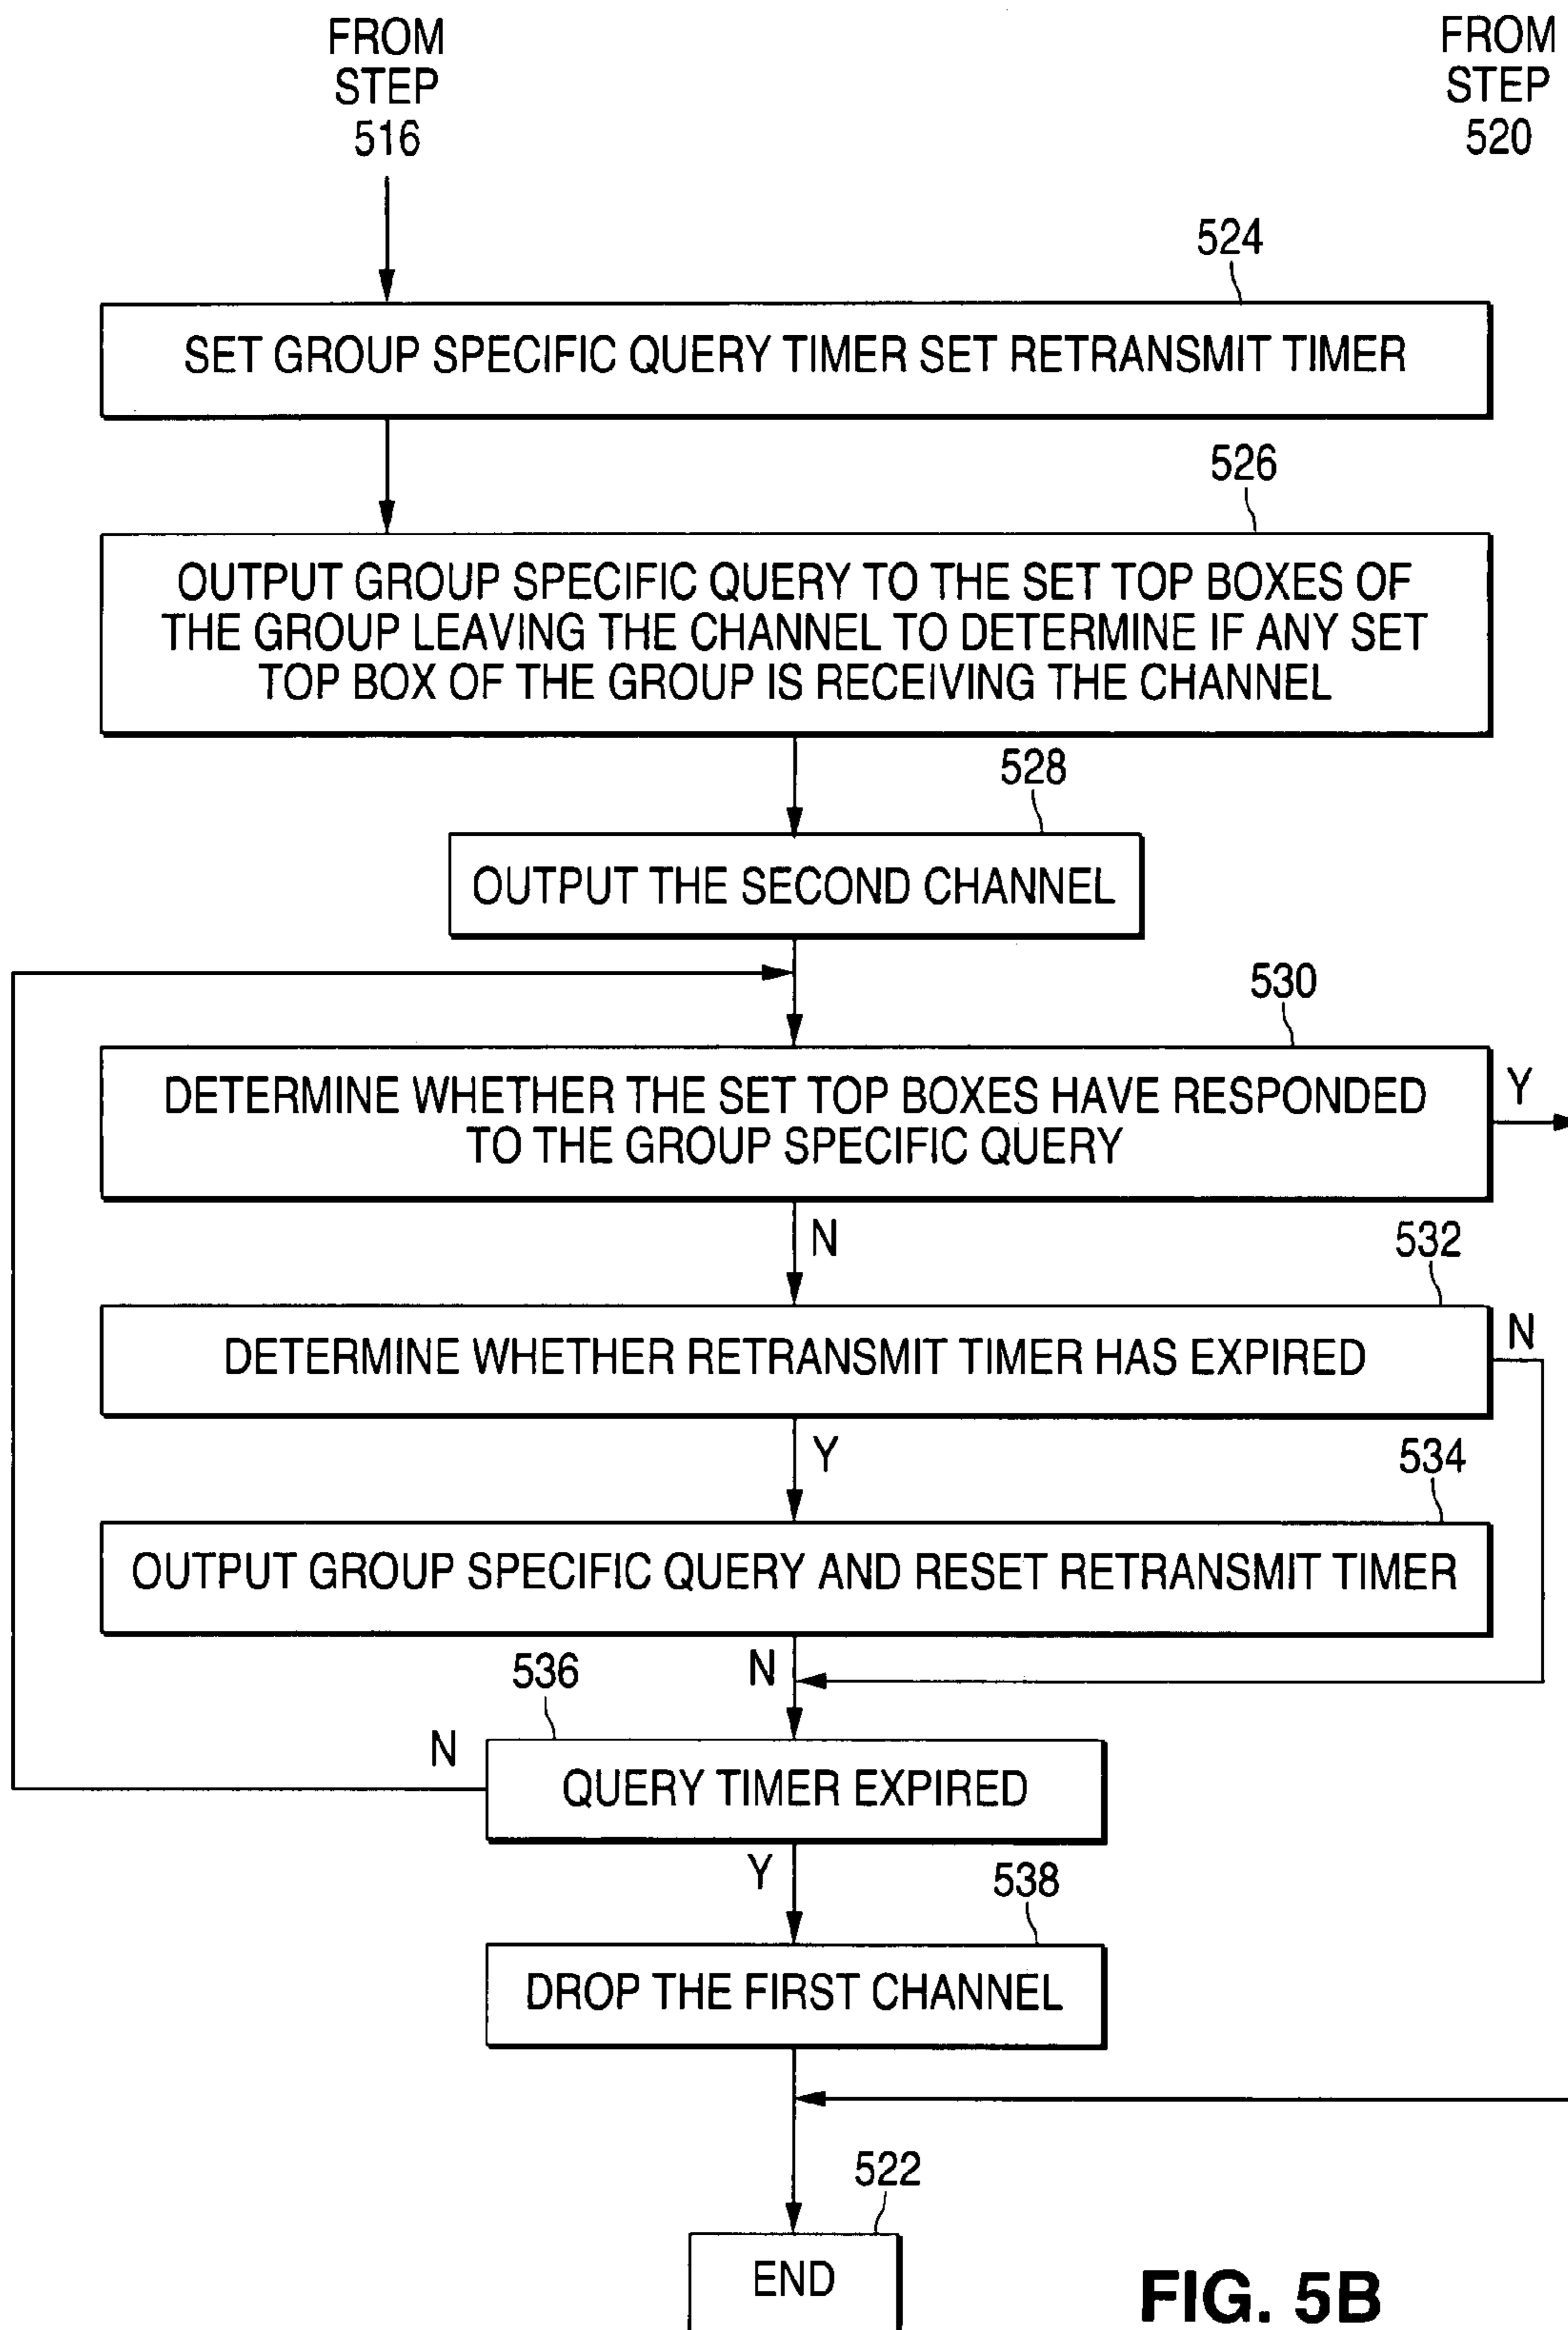 FROM
STEP
516
FROM
STEP
520
524
SET GROUP SPECIFIC QUERY TIMER SET RETRANSMIT TIMER
526
OUTPUT GROUP SPECIFIC QUERY TO THE SET TOP BOXES OF
THE GROUP LEAVING THE CHANNEL TO DETERMINE IF ANY SET
TOP BOX OF THE GROUP IS RECEIVING THE CHANNEL
528
OUTPUT THE SECOND CHANNEL
530
DETERMINE WHETHER THE SET TOP BOXES HAVE RESPONDED
TO THE GROUP SPECIFIC QUERY
Y
N
532
DETERMINE WHETHER RETRANSMIT TIMER HAS EXPIRED
N
Y
534
OUTPUT GROUP SPECIFIC QUERY AND RESET RETRANSMIT TIMER
N
536
QUERY TIMER EXPIRED
N
Y
538
DROP THE FIRST CHANNEL
522
END
FIG. 5B